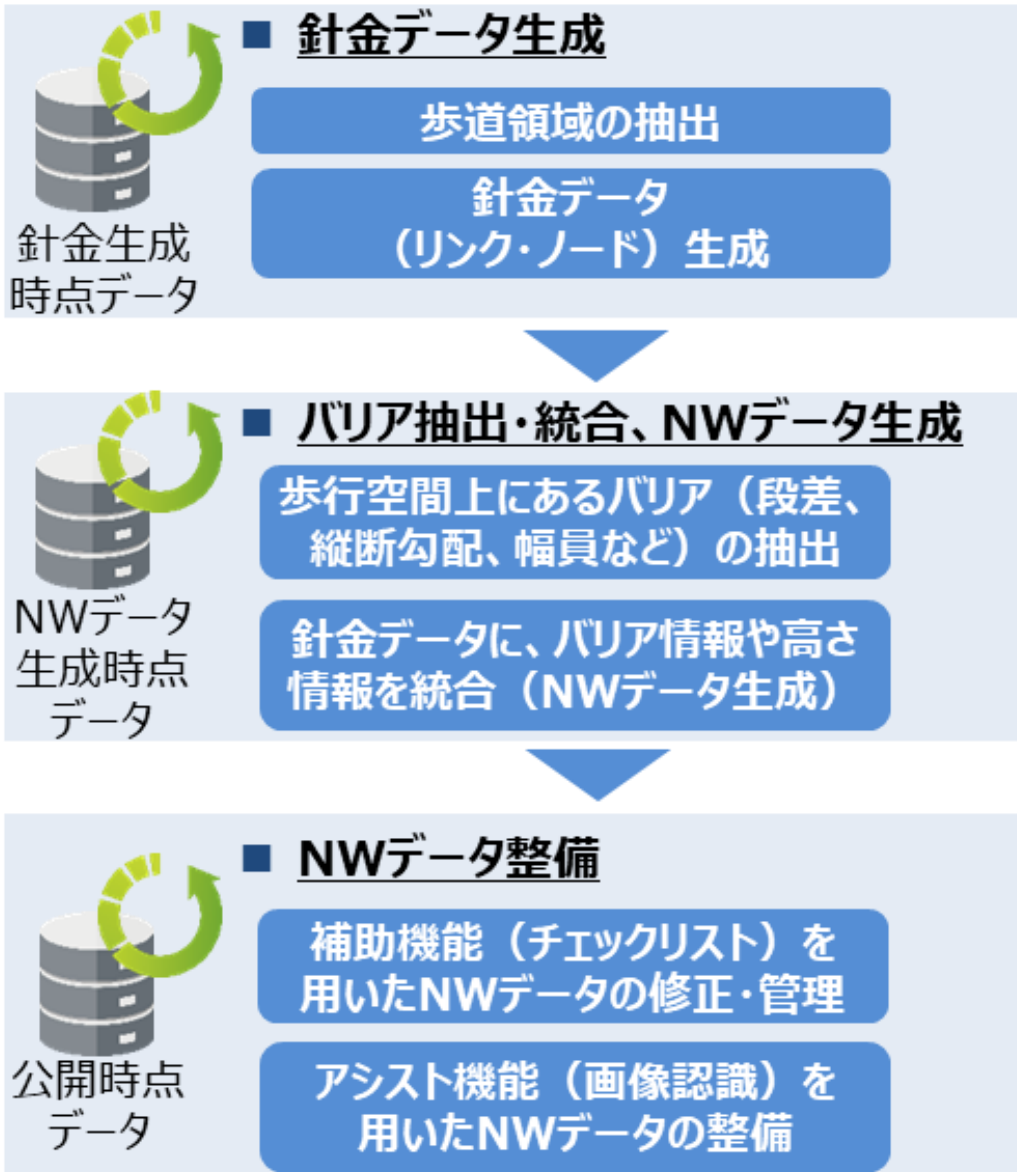 ■ 針金データ生成
歩道領域の抽出
針金データ
（リンク・ノード）生成
針金生成
時点データ
■ バリア抽出・統合、NWデータ生成
歩行空間上にあるバリア（段差、
縦断勾配、幅員など）の抽出
針金データに、バリア情報や高さ
情報を統合（NWデータ生成）
NWデータ
生成時点
データ
■ NWデータ整備
補助機能（チェックリスト）を
用いたNWデータの修正・管理
アシスト機能（画像認識）を
用いたNWデータの整備
公開時点
データ